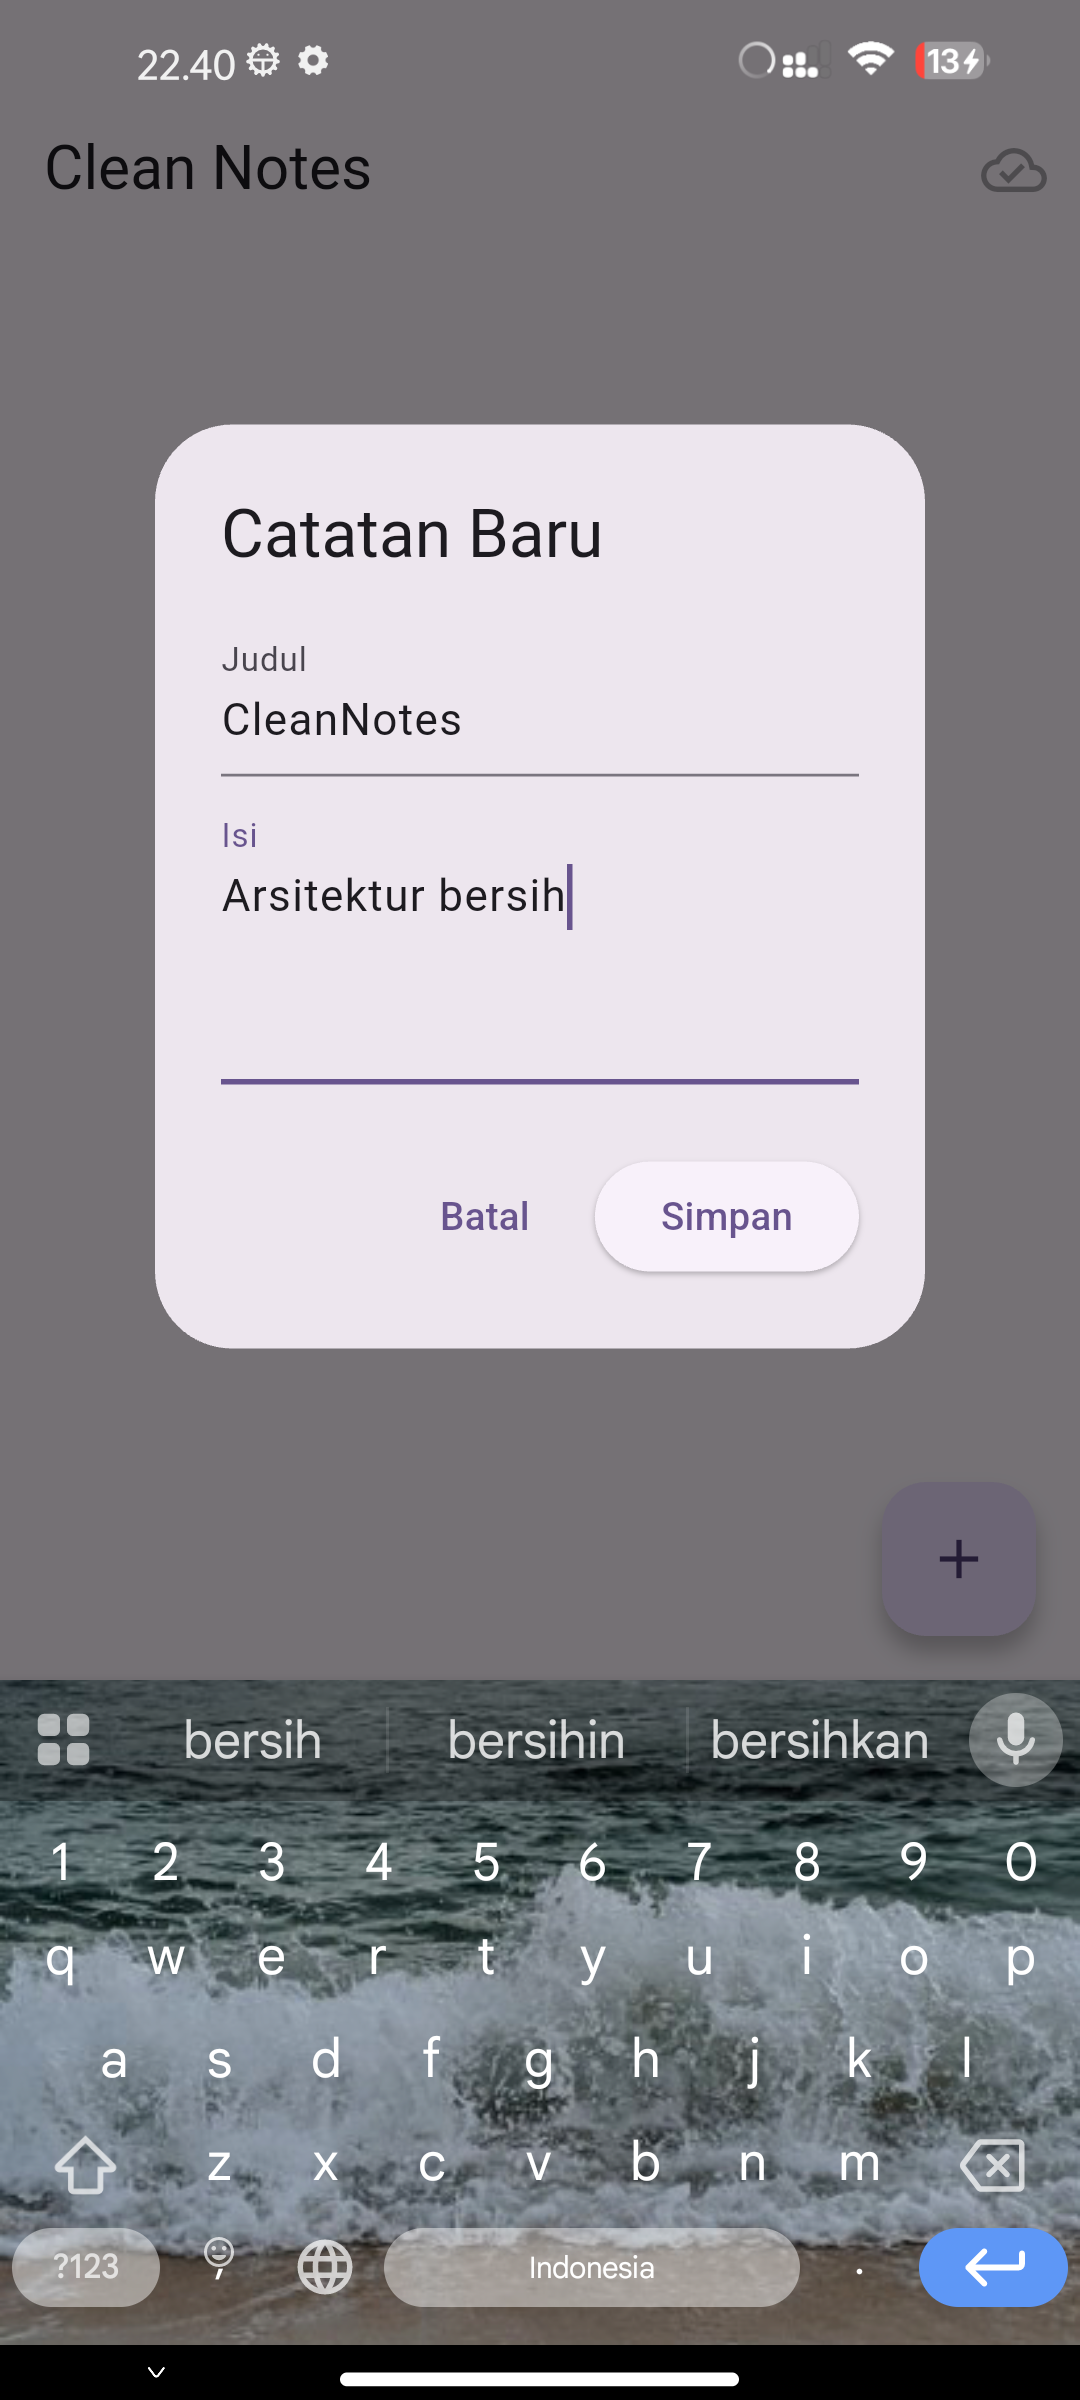 22.40
13
Clean Notes
Catatan Baru
Judul
CleanNotes
Isi
Arsitektur bersih
Batal Simpan
+
bersih bersihin bersihkan
1 2 3 4 5 6 7 8 9 0
q w e r t y u i o p
a s d f g h j k l
z x c v b n m
?123 , Indonesia .